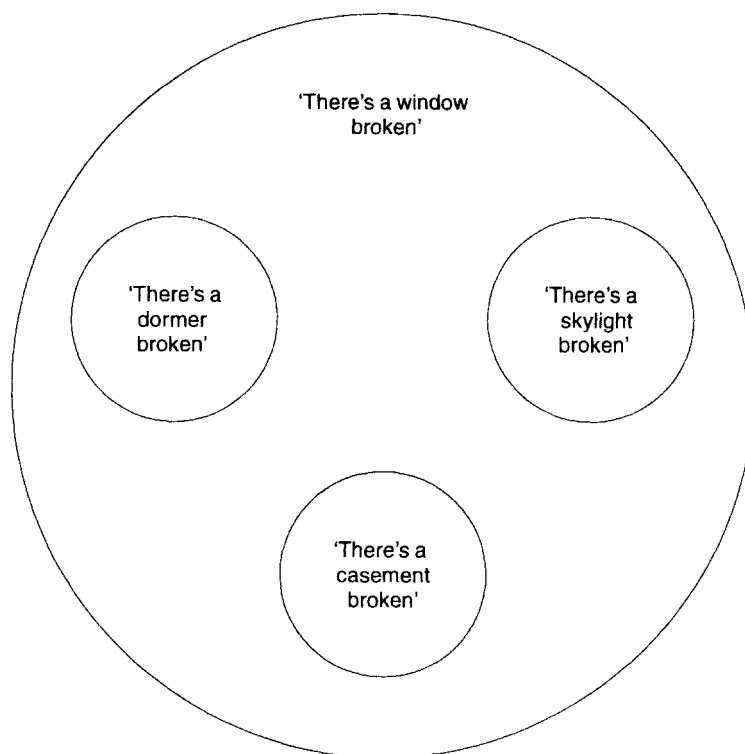 'There's a window
broken'
'There's a
dormer
broken'
'There's a
skylight
broken'
'There's a
casement
broken'